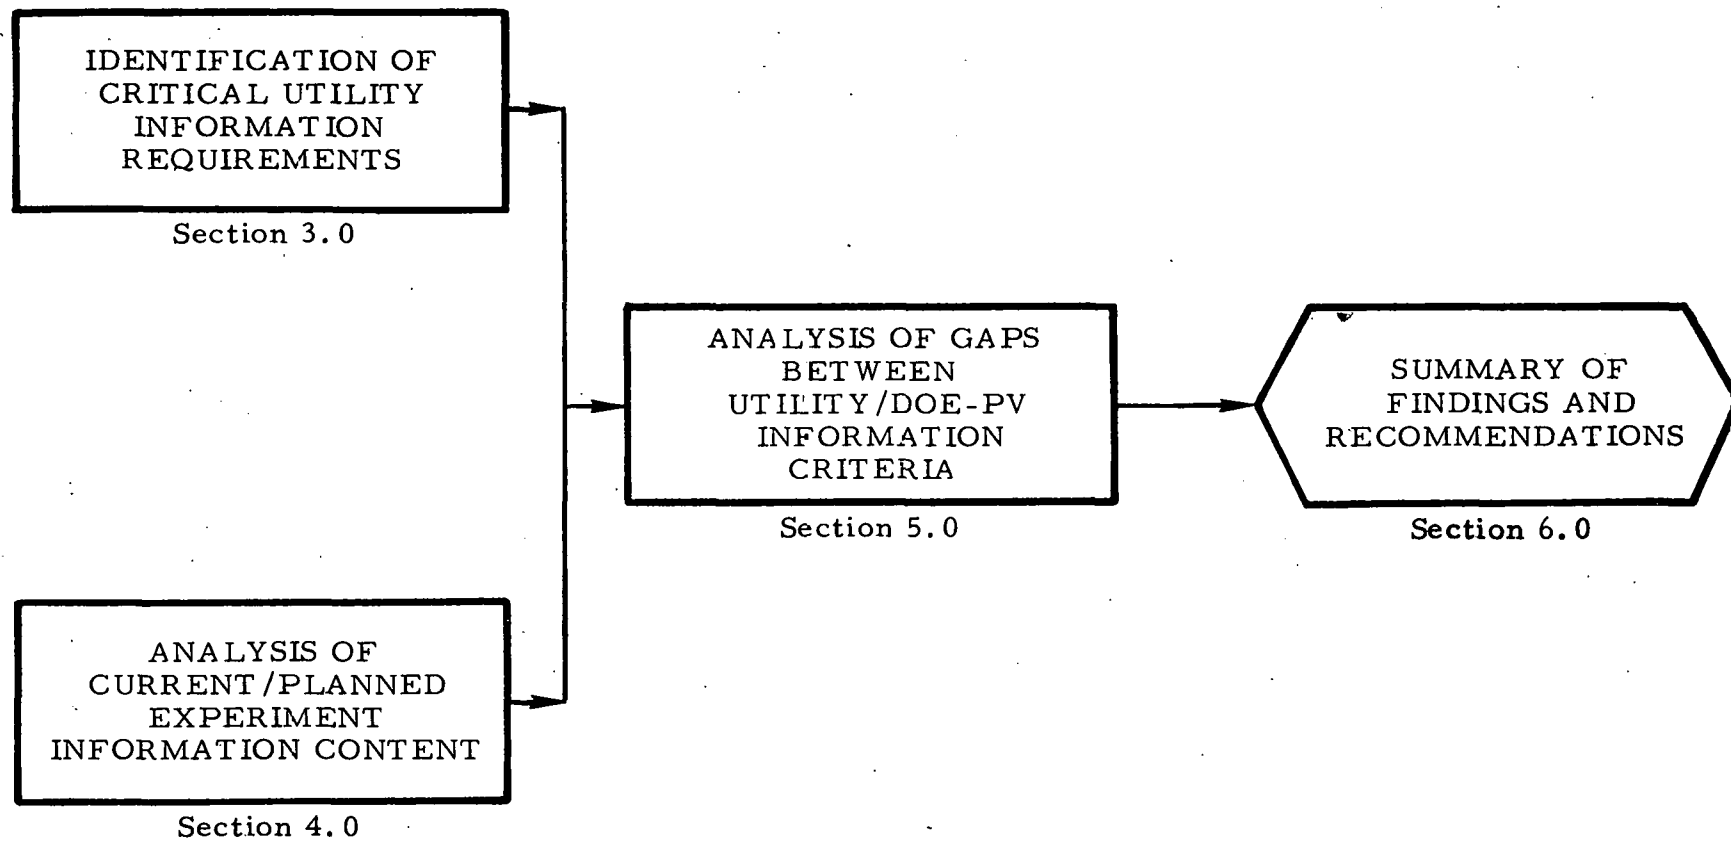 IDENTIFICATION OF
CRITICAL UTILITY
INFORMATION
REQUIREMENTS
Section 3.0
ANALYSIS OF
CURRENT/PLANNED
EXPERIMENT
INFORMATION CONTENT
Section 4.0
ANALYSIS OF GAPS
BETWEEN
UTILITY/DOE-PV
INFORMATION
CRITERIA
Section 5.0
SUMMARY OF
FINDINGS AND
RECOMMENDATIONS
Section 6.0